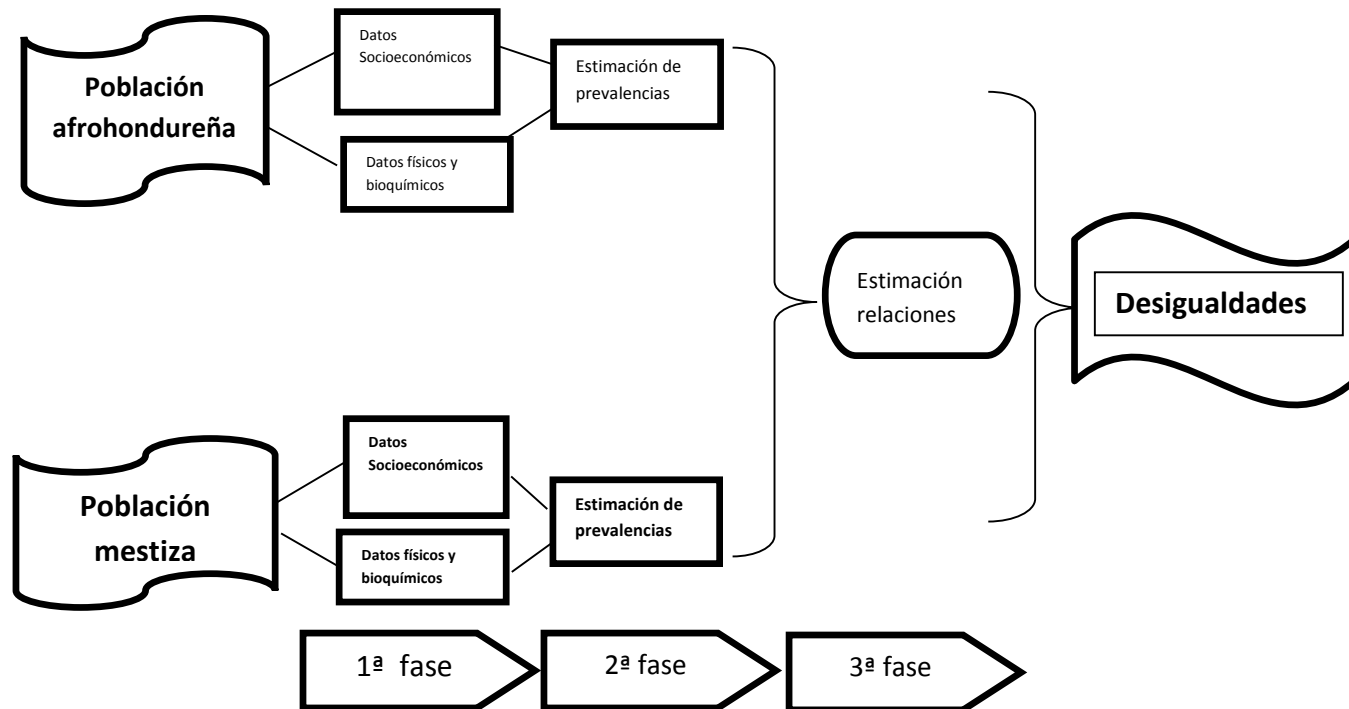 Población
afrohondureña
Datos
Socioeconómicos
Datos físicos y
bioquímicos
Estimación de
prevalencias
Población
mestiza
Datos
Socioeconómicos
Datos físicos y
bioquímicos
Estimación de
prevalencias
Estimación
relaciones
Desigualdades
1ª fase
2ª fase
3ª fase